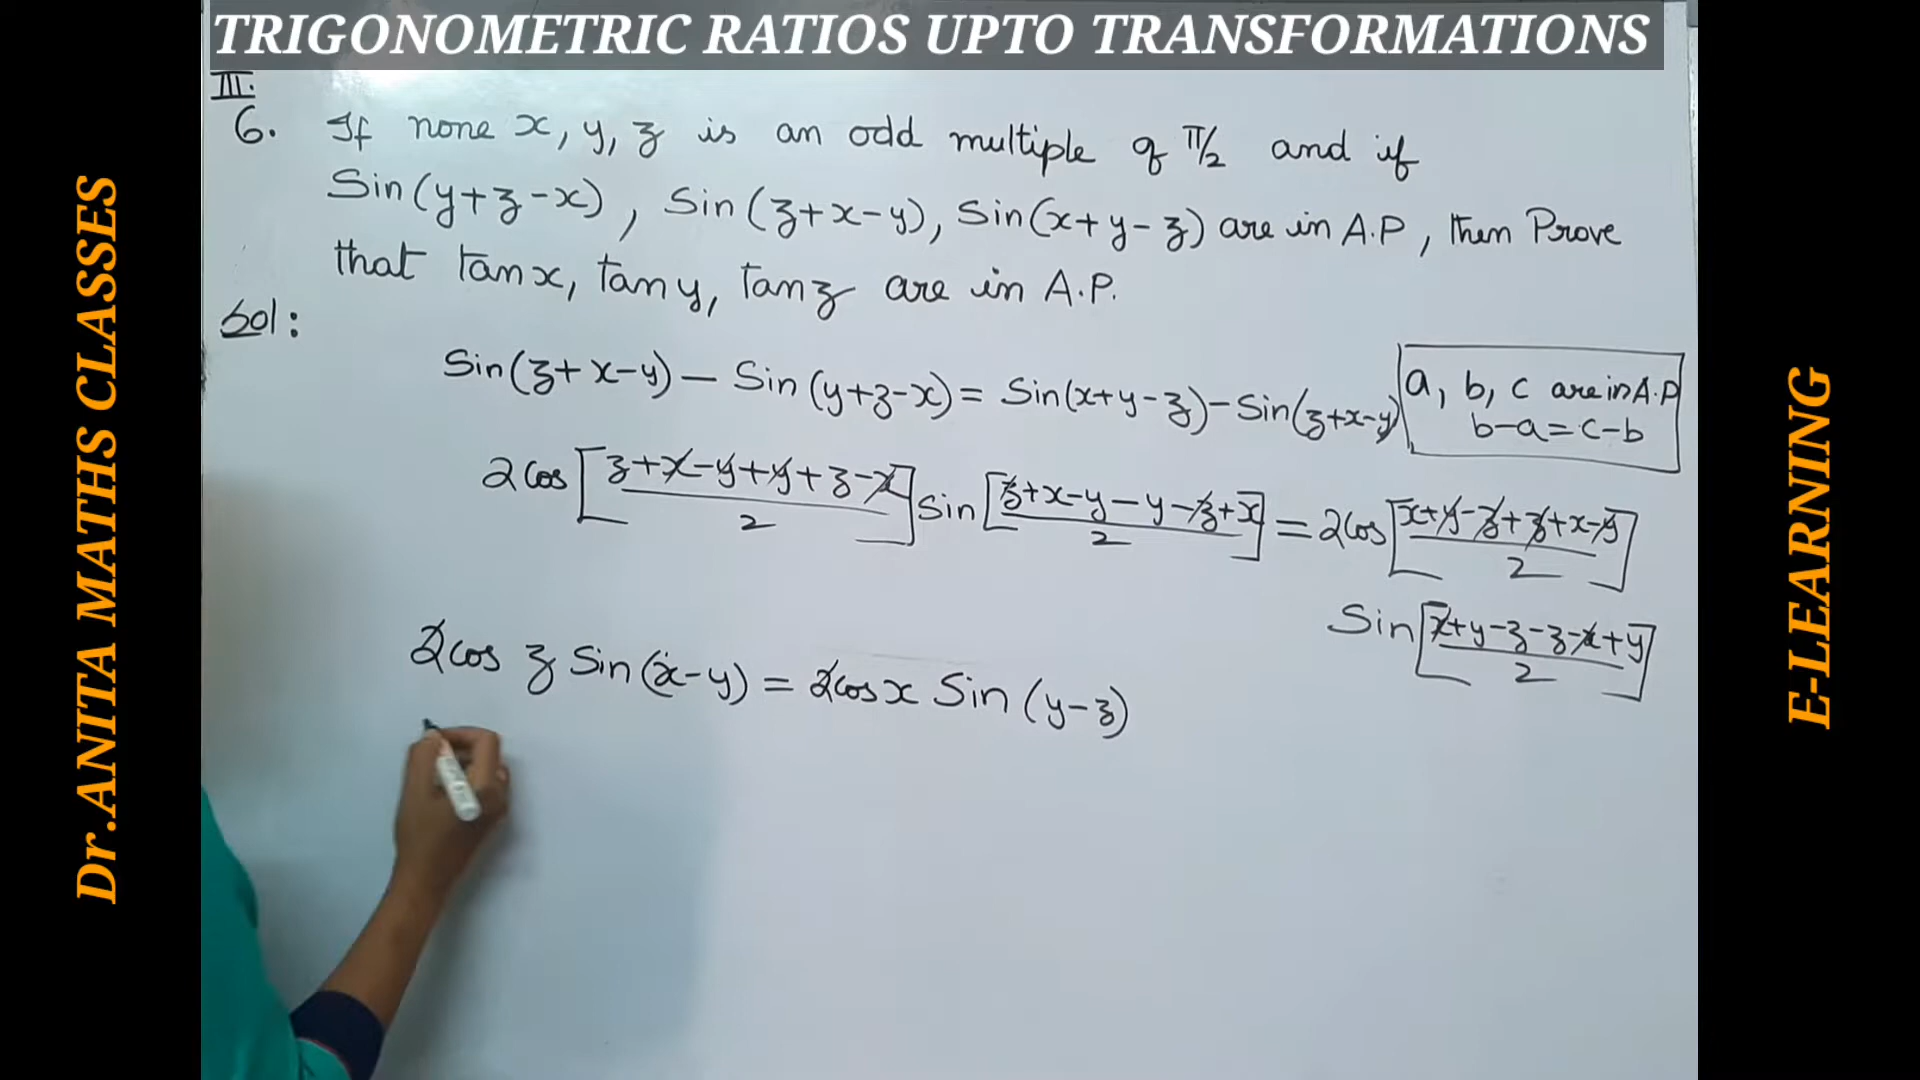 TRIGONOMETRIC RATIOS UPTO TRANSFORMATIONS
III.
6. If none x, y, z is an odd multiple of π/2 and if
Sin(y+z-x), Sin(z+x-y), Sin(x+y-z) are in A.P, then Prove
that tan x, tan y, tan z are in A.P.
Sol:
Sin(z+x-y) - Sin(y+z-x) = Sin(x+y-z) - Sin(z+x-y)
a, b, c are in A.P
b-a=c-b
2cos[z+x-y+y+z-x/2] Sin[z+x-y-y-z+x/2] = 2cos[x+y-z+z+x-y/2]
Sin[x+y-z-z-x+y/2]
2cos z Sin(x-y) = 2cos x Sin(y-z)
Dr.ANITA MATHS CLASSES
E-LEARNING